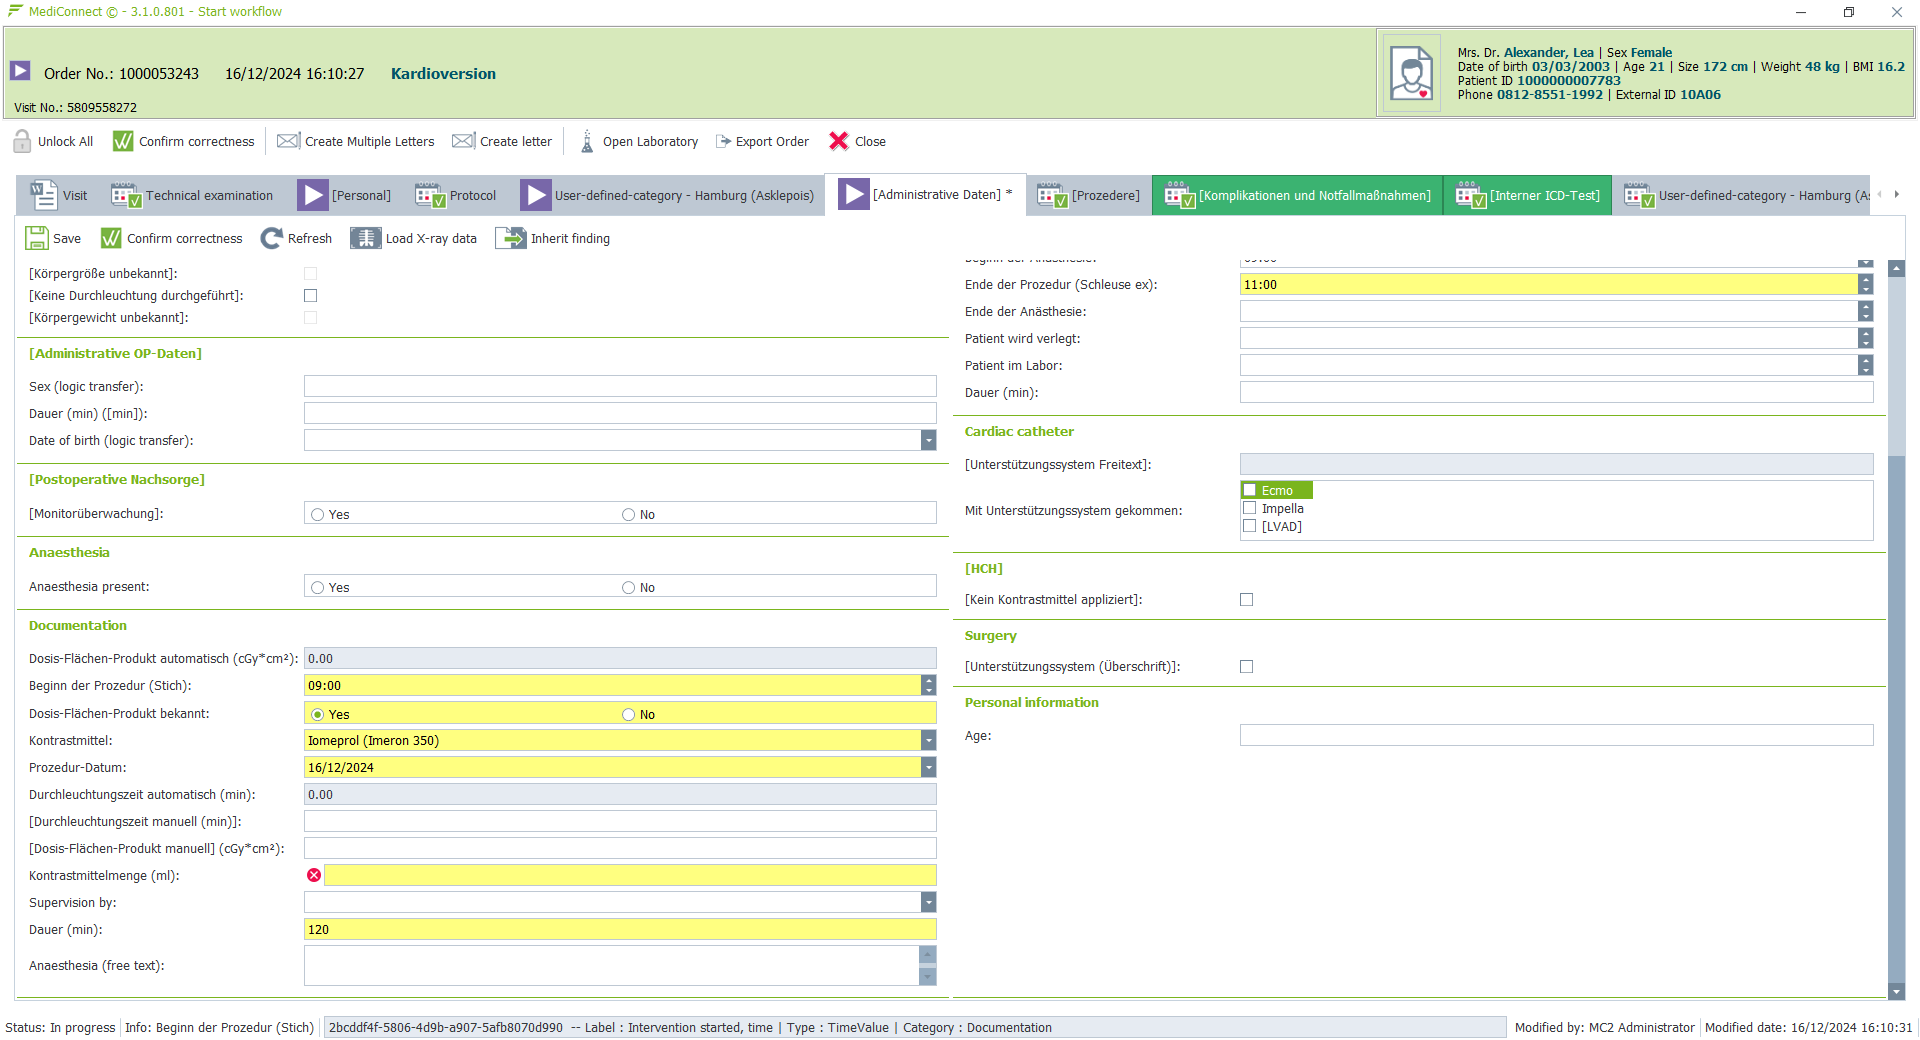 MediConnect © - 3.1.0.801 - Start workflow
Order No.: 1000053243 16/12/2024 16:10:27 Kardioversion
Visit No.: 5809558272
Mrs. Dr. Alexander, Lea | Sex Female
Date of birth 03/03/2003 | Age 21 | Size 172 cm | Weight 48 kg | BMI 16.2
Patient ID 1000000007783
Phone 0812-8551-1992 | External ID 10A06
Unlock All Confirm correctness Create Multiple Letters Create letter Open Laboratory Export Order Close
Visit Technical examination [Personal] Protocol User-defined-category - Hamburg (Asklepois) [Administrative Daten] * [Prozedere] [Komplikationen und Notfallmaßnahmen] [Interner ICD-Test] User-defined-category - Hamburg (As
Save Confirm correctness Refresh Load X-ray data Inherit finding
[Körpergröße unbekannt]:
[Keine Durchleuchtung durchgeführt]:
[Körpergewicht unbekannt]:
[Administrative OP-Daten]
Sex (logic transfer):
Dauer (min) ([min]):
Date of birth (logic transfer):
[Postoperative Nachsorge]
[Monitorüberwachung]: Yes No
Anaesthesia
Anaesthesia present: Yes No
Documentation
Dosis-Flächen-Produkt automatisch (cGy*cm²): 0.00
Beginn der Prozedur (Stich): 09:00
Dosis-Flächen-Produkt bekannt: Yes No
Kontrastmittel: Iomeprol (Imeron 350)
Prozedur-Datum: 16/12/2024
Durchleuchtungszeit automatisch (min): 0.00
[Durchleuchtungszeit manuell (min)]:
[Dosis-Flächen-Produkt manuell] (cGy*cm²):
Kontrastmittelmenge (ml):
Supervision by:
Dauer (min): 120
Anaesthesia (free text):
Beginn der Anästhesie: 09:00
Ende der Prozedur (Schleuse ex): 11:00
Ende der Anästhesie:
Patient wird verlegt:
Patient im Labor:
Dauer (min):
Cardiac catheter
[Unterstützungssystem Freitext]:
Mit Unterstützungssystem gekommen:
Ecmo
Impella
[LVAD]
[HCH]
[Kein Kontrastmittel appliziert]:
Surgery
[Unterstützungssystem (Überschrift)]:
Personal information
Age:
Status: In progress Info: Beginn der Prozedur (Stich) 2bcddf4f-5806-4d9b-a907-5afb8070d990 -- Label : Intervention started, time | Type : TimeValue | Category : Documentation Modified by: MC2 Administrator Modified date: 16/12/2024 16:10:31